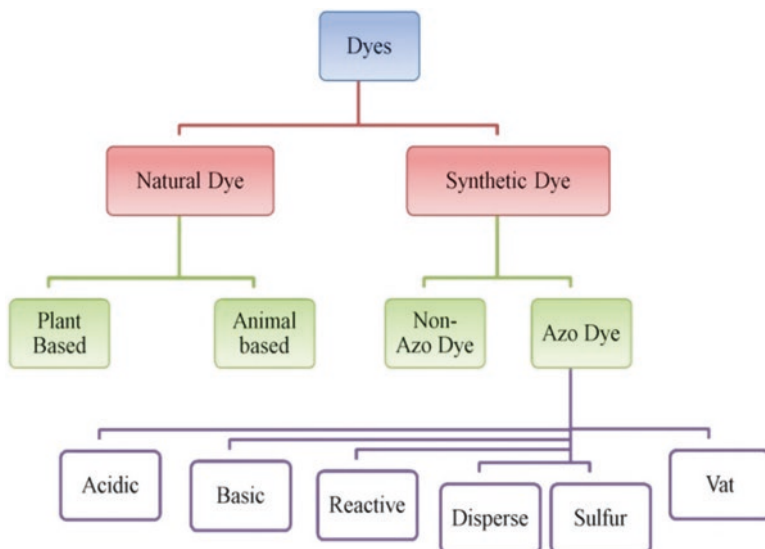 Dyes
Natural Dye
Synthetic Dye
Plant
Based
Animal
based
Non-
Azo Dye
Azo Dye
Acidic
Basic
Reactive
Disperse
Sulfur
Vat